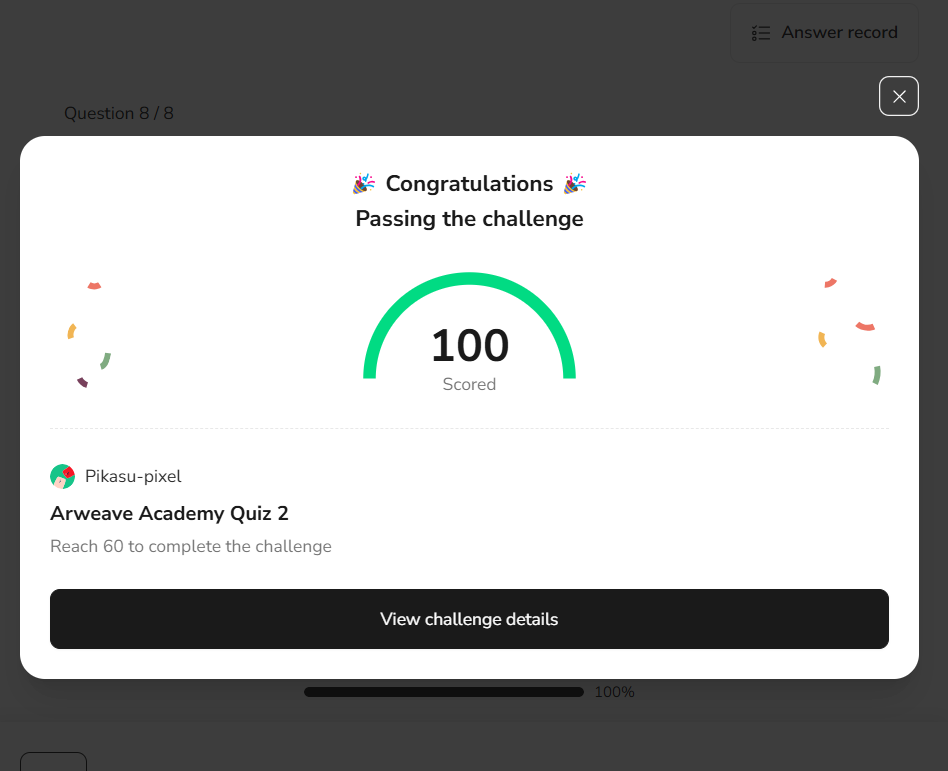 Answer record
Question 8 / 8
Congratulations
Passing the challenge
100
Scored
Pikasu-pixel
Arweave Academy Quiz 2
Reach 60 to complete the challenge
View challenge details
100%